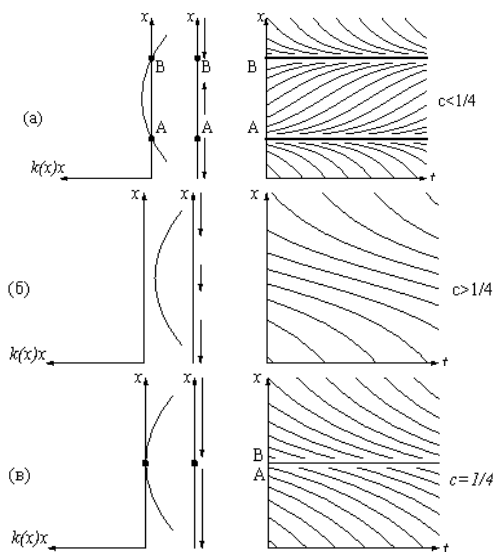 x x x
B B B
c<1/4
(а)
A A A
k(x)x t
x x x
(б)
c>1/4
k(x)x t
x x x
B
(в)
A
c=1/4
k(x)x t